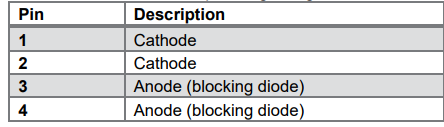 Pin Description
1 Cathode
2 Cathode
3 Anode (blocking diode)
4 Anode (blocking diode)